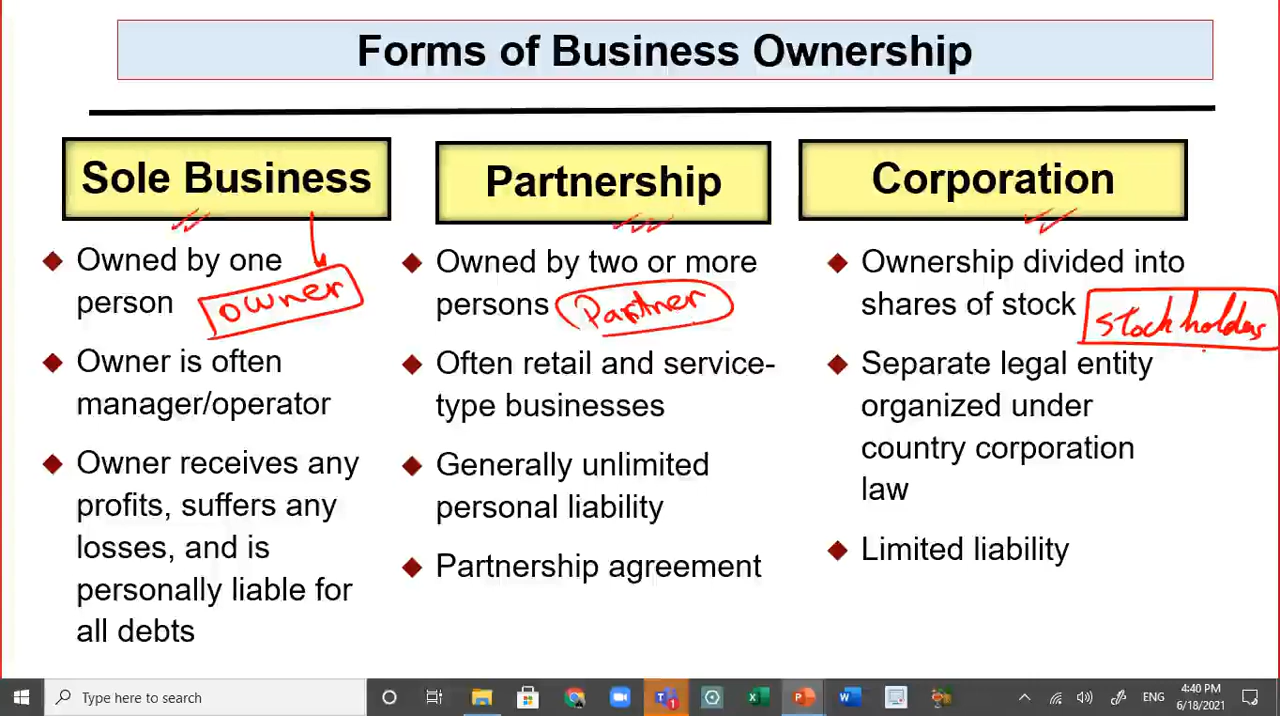 Forms of Business Ownership
Sole Business
Owned by one
person
owner
Owner is often
manager/operator
Owner receives any
profits, suffers any
losses, and is
personally liable for
all debts
Partnership
Owned by two or more
persons
Partner
Often retail and service-
type businesses
Generally unlimited
personal liability
Partnership agreement
Corporation
Ownership divided into
shares of stock
stockholders
Separate legal entity
organized under
country corporation
law
Limited liability
Type here to search
1
ENG
4:40 PM
6/18/2021